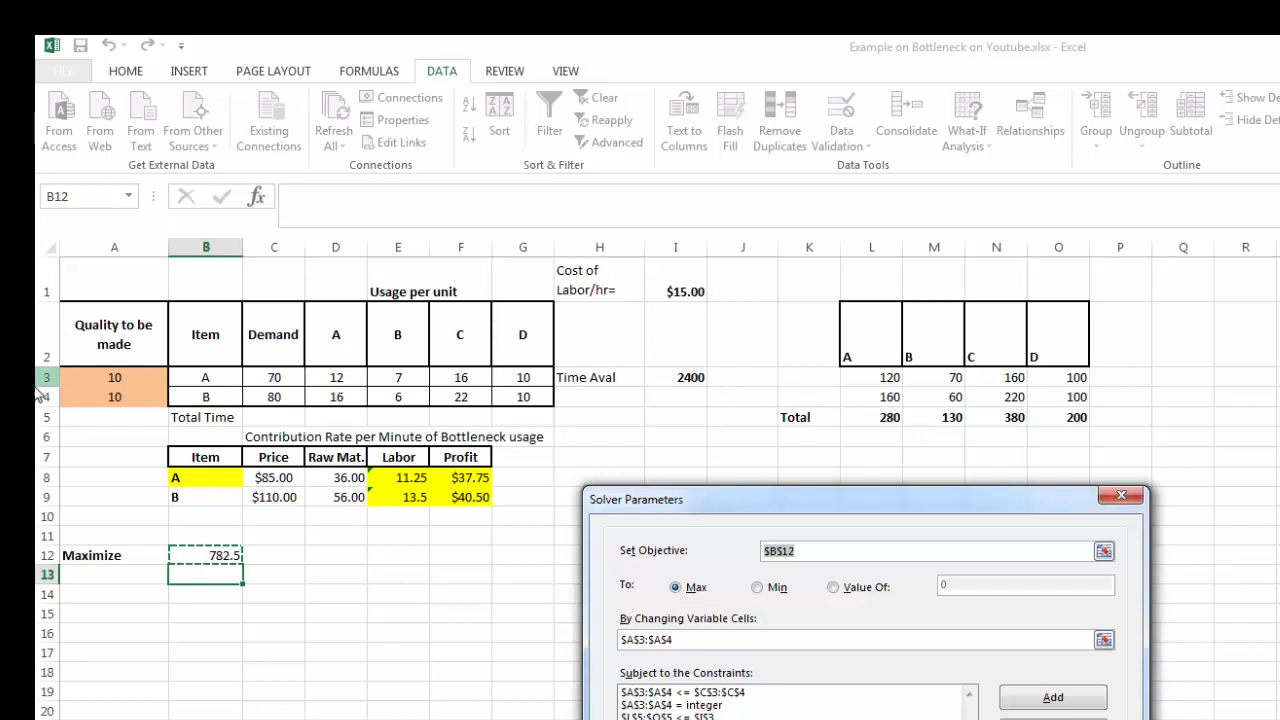 Example on Bottleneck on Youtube.xlsx - Excel
FILE HOME INSERT PAGE LAYOUT FORMULAS DATA REVIEW VIEW
From Access
From Web
From Text
From Other Sources
Existing Connections
Get External Data
Refresh All
Connections
Properties
Edit Links
Connections
Sort
Filter
Clear
Reapply
Advanced
Sort & Filter
Text to Columns
Flash Fill
Remove Duplicates
Data Validation
Consolidate
What-If Analysis
Relationships
Data Tools
Group
Ungroup
Subtotal
Show De
Hide Det
Outline
B12 fx
A B C D E F G H I J K L M N O P Q R
1 Usage per unit Cost of Labor/hr= $15.00
2 Quality to be made Item Demand A B C D A B C D
3 10 A 70 12 7 16 10 Time Aval 2400 120 70 160 100
4 10 B 80 16 6 22 10 160 60 220 100
5 Total Time Total 280 130 380 200
6 Contribution Rate per Minute of Bottleneck usage
7 Item Price Raw Mat. Labor Profit
8 A $85.00 36.00 11.25 $37.75
9 B $110.00 56.00 13.5 $40.50
10
11
12 Maximize 782.5
13
14
15
16
17
18
19
20
Solver Parameters
Set Objective: $B$12
To: Max Min Value Of: 0
By Changing Variable Cells:
$A$3:$A$4
Subject to the Constraints:
$A$3:$A$4 <= $C$3:$C$4
$A$3:$A$4 = integer
$L$5:$O$5 <= $I$3
Add